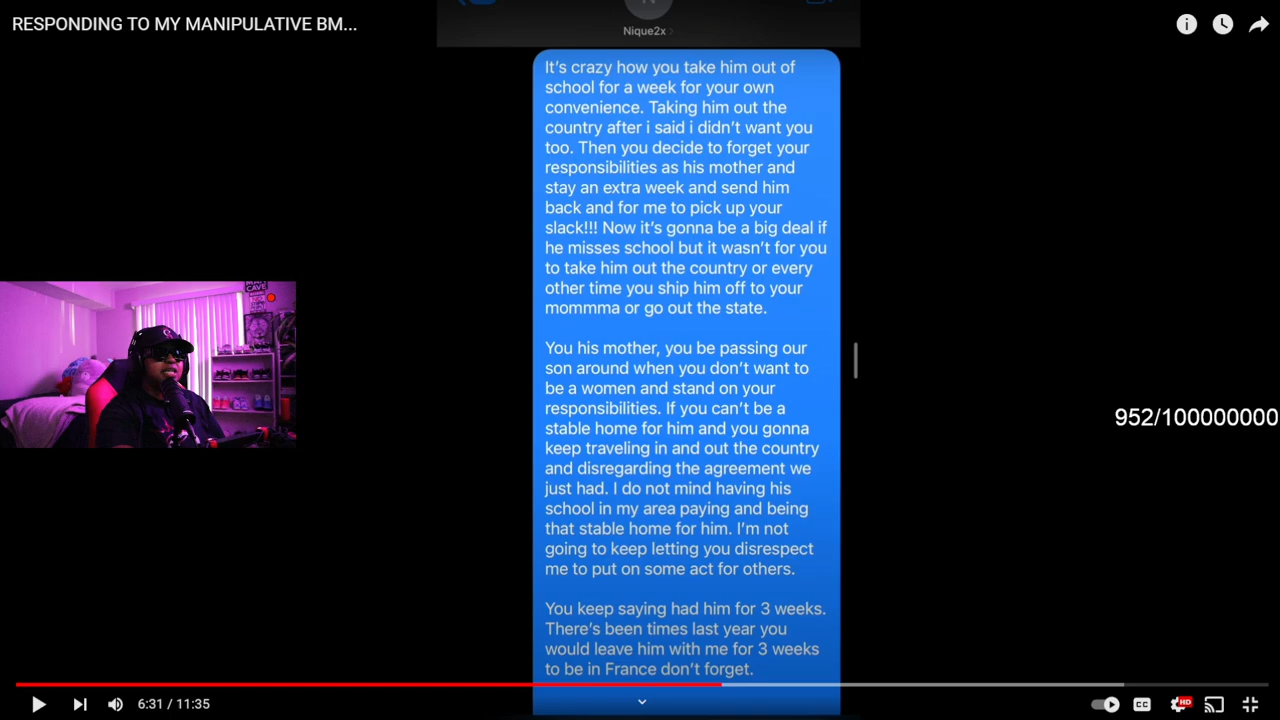 RESPONDING TO MY MANIPULATIVE BM...
Nique2x
It's crazy how you take him out of
school for a week for your own
convenience. Taking him out the
country after i said i didn't want you
too. Then you decide to forget your
responsibilities as his mother and
stay an extra week and send him
back and for me to pick up your
slack!!! Now it's gonna be a big deal if
he misses school but it wasn't for you
to take him out the country or every
other time you ship him off to your
mommma or go out the state.
You his mother, you be passing our
son around when you don't want to
be a women and stand on your
responsibilities. If you can't be a
stable home for him and you gonna
keep traveling in and out the country
and disregarding the agreement we
just had. I do not mind having his
school in my area paying and being
that stable home for him. I'm not
going to keep letting you disrespect
me to put on some act for others.
You keep saying had him for 3 weeks.
There's been times last year you
would leave him with me for 3 weeks
to be in France don't forget.
CAVE
952/100000000
6:31 / 11:35
CC
HD